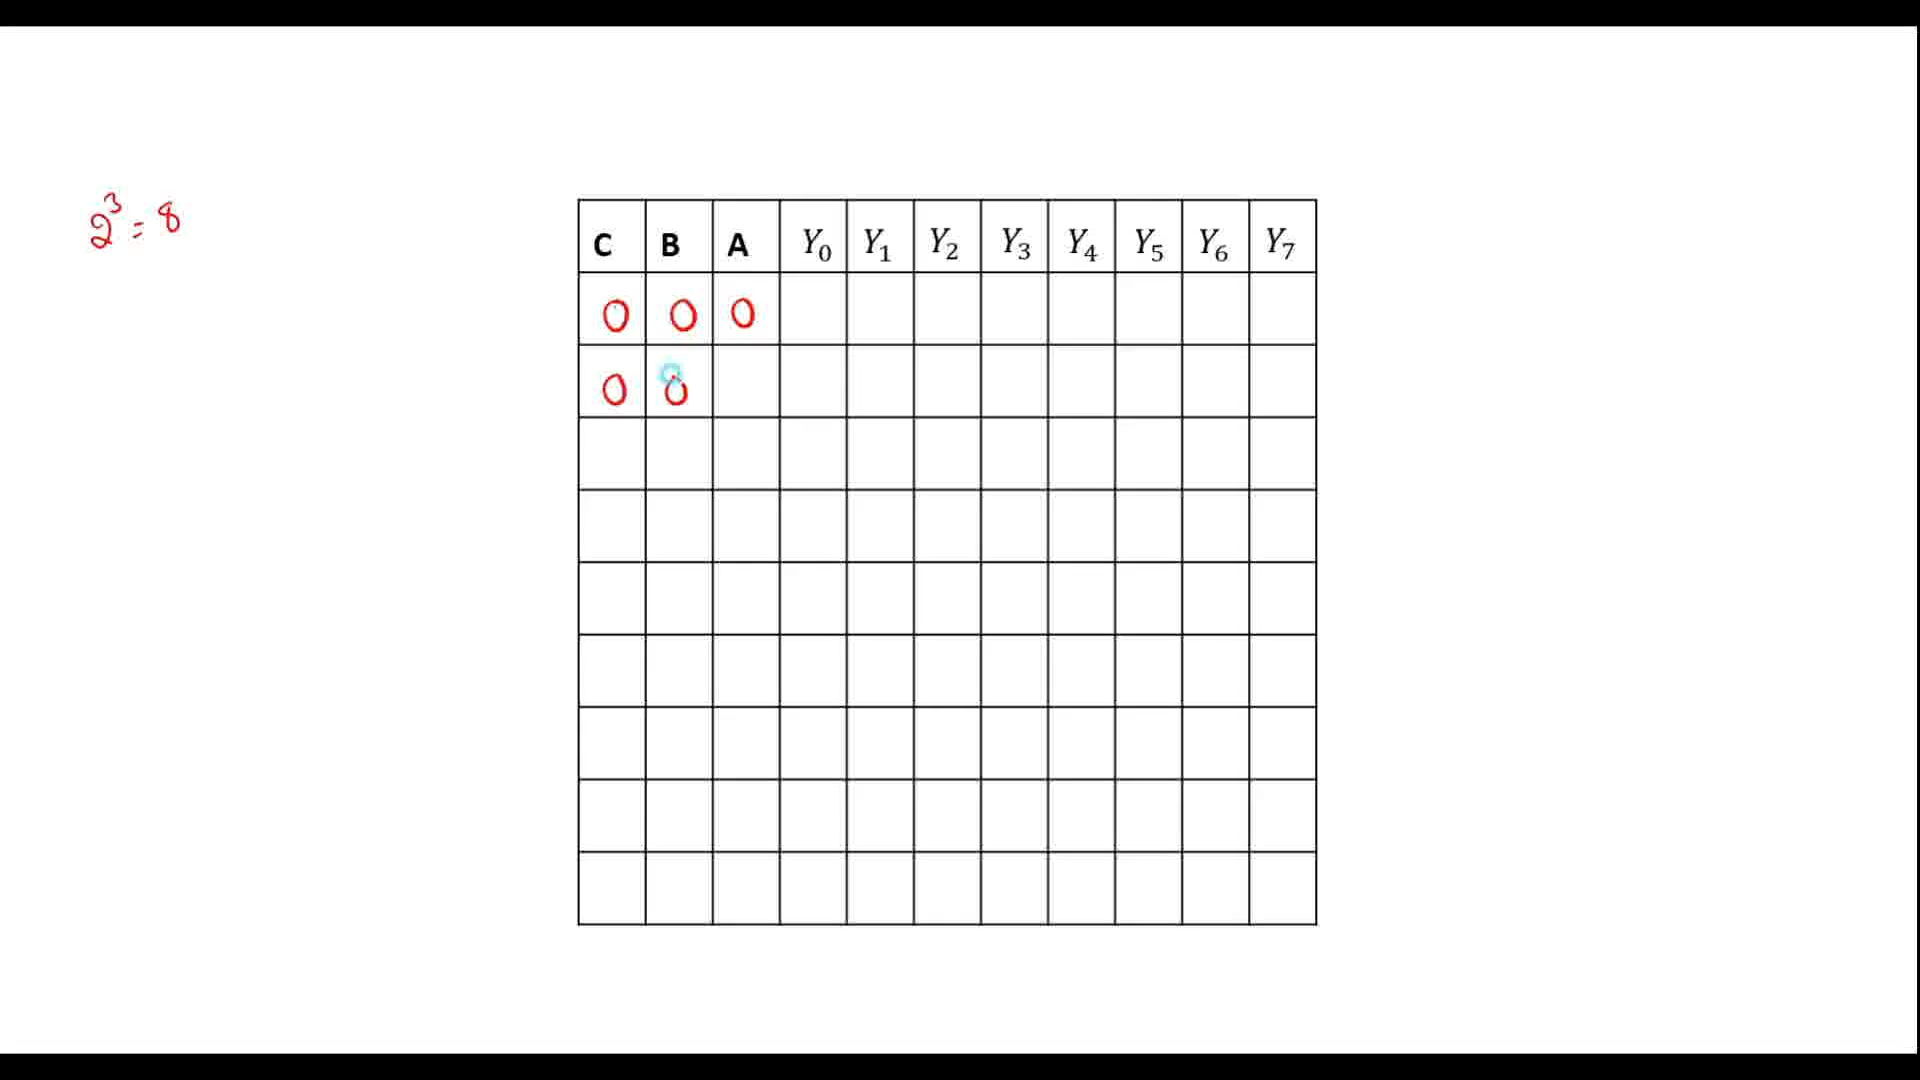 2³ = 8
C B A Y₀ Y₁ Y₂ Y₃ Y₄ Y₅ Y₆ Y₇
0 0 0
0 0